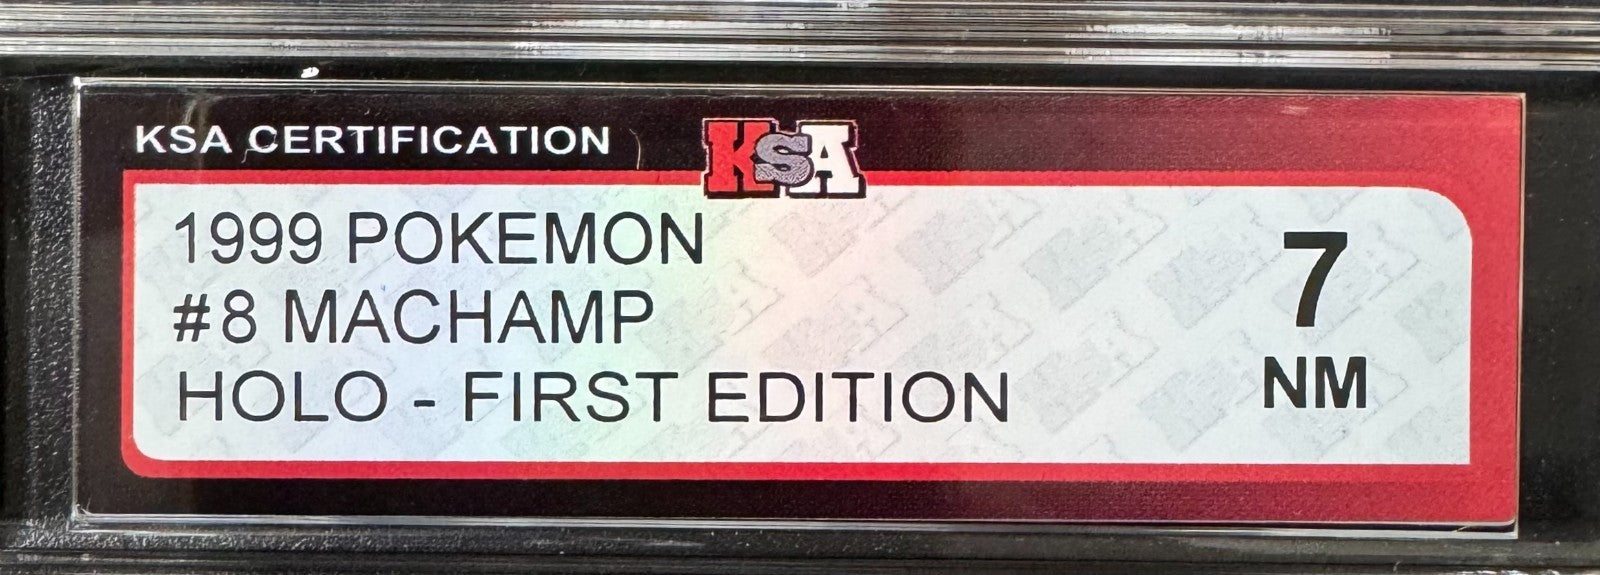 KSA CERTIFICATION
KSA
1999 POKEMON
#8 MACHAMP
HOLO - FIRST EDITION
7
NM